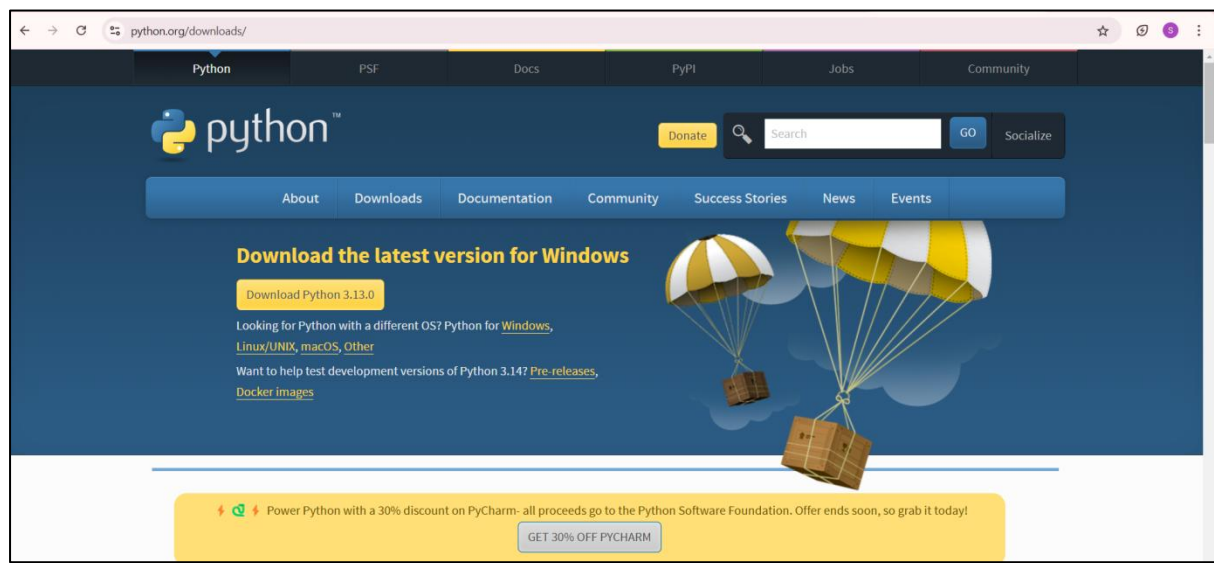 python.org/downloads/
S
Python PSF Docs PyPI Jobs Community
python™
Donate Search GO Socialize
About Downloads Documentation Community Success Stories News Events
Download the latest version for Windows
Download Python 3.13.0
Looking for Python with a different OS? Python for Windows,
Linux/UNIX, macOS, Other
Want to help test development versions of Python 3.14? Pre-releases,
Docker images
Power Python with a 30% discount on PyCharm- all proceeds go to the Python Software Foundation. Offer ends soon, so grab it today!
GET 30% OFF PYCHARM